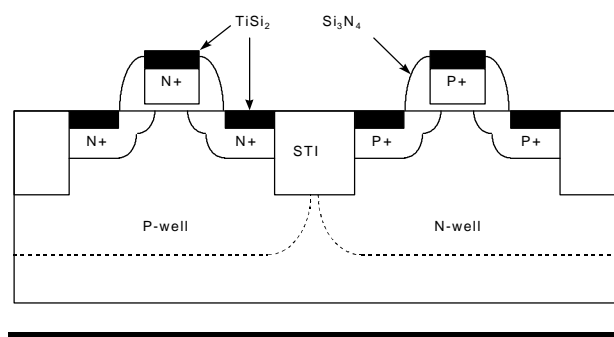 TiSi2
Si3N4
N+
P+
N+
N+
STI
P+
P+
P-well
N-well